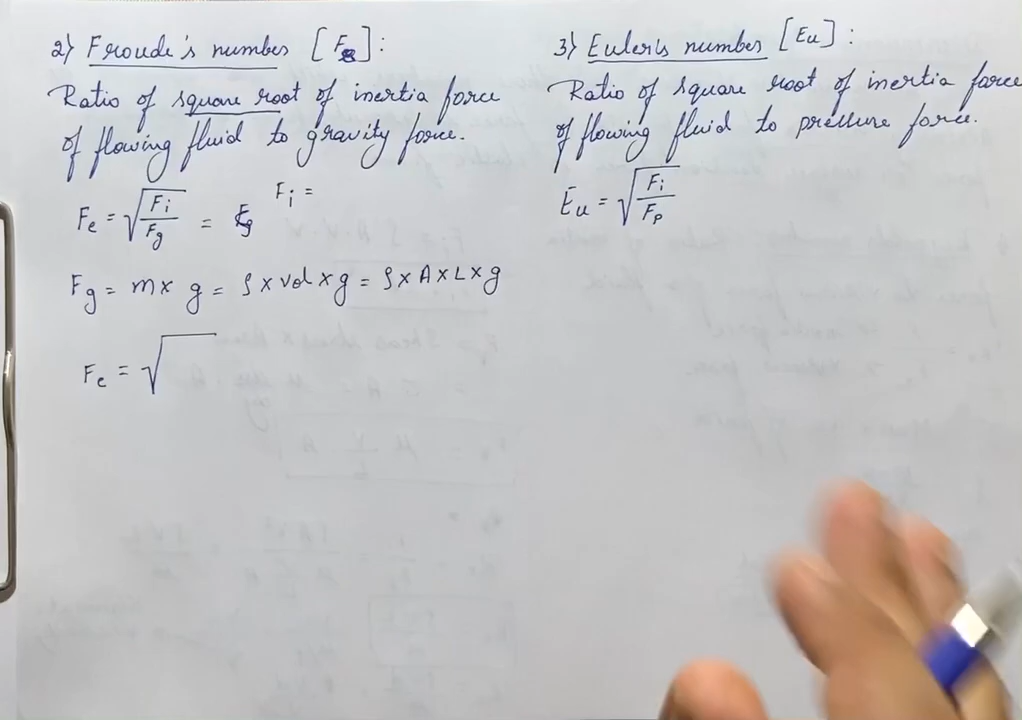 2) Froude's number [Fe]:
Ratio of square root of inertia force
of flowing fluid to gravity force.
Fe = √(Fi/Fg) = Fg Fi =
Fg = m x g = ρ x vol x g = ρ x A x L x g
Fe = √
3) Euler's number [Eu]:
Ratio of square root of inertia force
of flowing fluid to pressure force.
Eu = √(Fi/Fp)